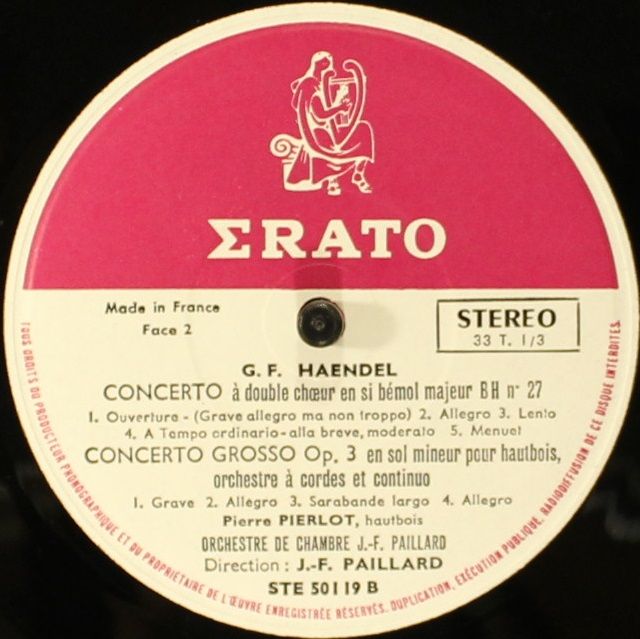 ΣRATO
Made in France
Face 2
STEREO
33 T. 1/3
G. F. HAENDEL
CONCERTO à double chœur en si bémol majeur BH n° 27
1. Ouverture - (Grave allegro ma non troppo) 2. Allegro 3. Lento
4. A Tempo ordinario - alla breve, moderato 5. Menuet
CONCERTO GROSSO Op. 3 en sol mineur pour hautbois,
orchestre à cordes et continuo
1. Grave 2. Allegro 3. Sarabande largo 4. Allegro
Pierre PIERLOT, hautbois
ORCHESTRE DE CHAMBRE J.-F. PAILLARD
Direction : J.-F. PAILLARD
STE 50119 B
TOUS DROITS DU PRODUCTEUR PHONOGRAPHIQUE ET DU PROPRIÉTAIRE DE L'ŒUVRE ENREGISTRÉE RÉSERVÉS. DUPLICATION, EXÉCUTION PUBLIQUE, RADIODIFFUSION DE CE DISQUE INTERDITES.